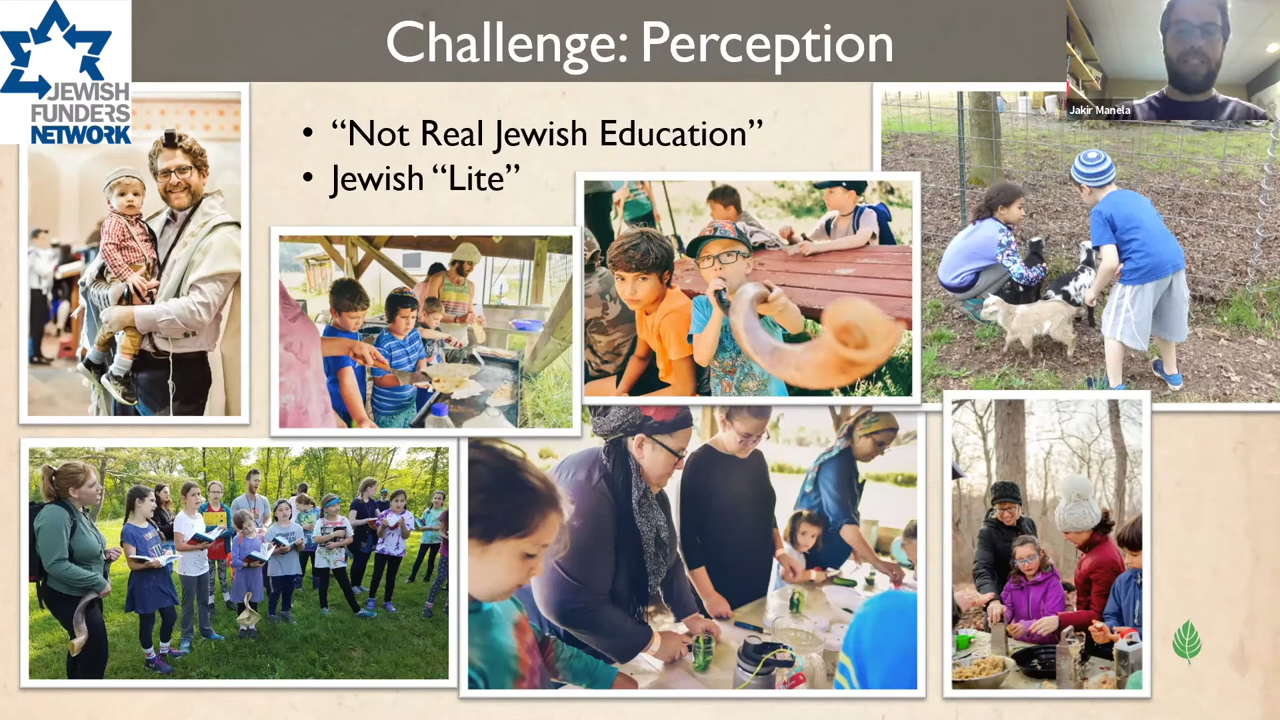 Challenge: Perception
JEWISH
FUNDERS
NETWORK
Jakir Manela
• “Not Real Jewish Education”
• Jewish “Lite”